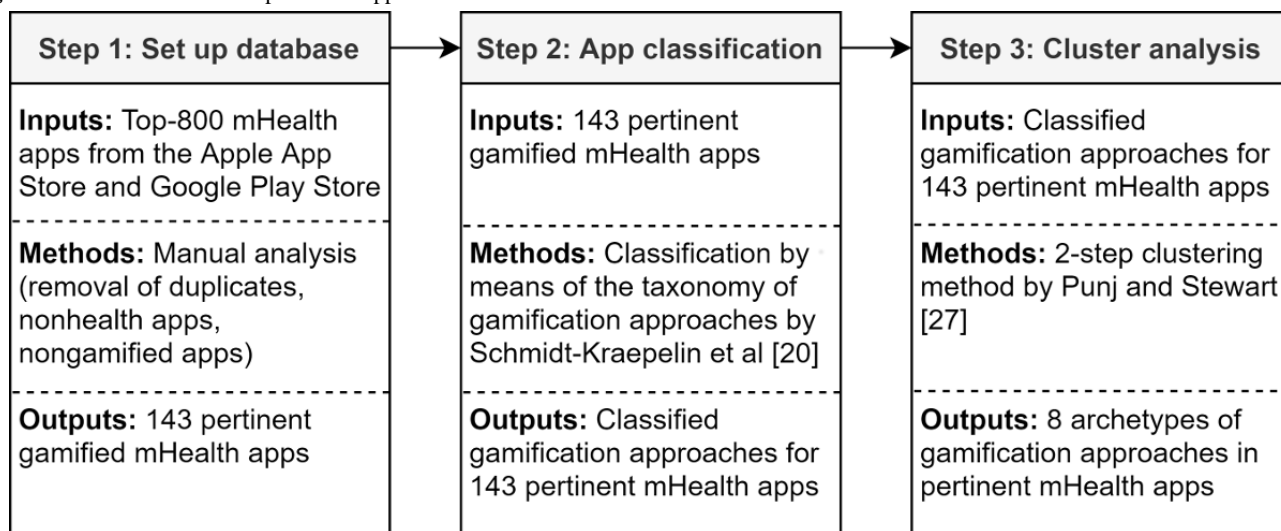 Step 1: Set up database
Inputs: Top-800 mHealth
apps from the Apple App
Store and Google Play Store
Methods: Manual analysis
(removal of duplicates,
nonhealth apps,
nongamified apps)
Outputs: 143 pertinent
gamified mHealth apps
Step 2: App classification
Inputs: 143 pertinent
gamified mHealth apps
Methods: Classification by
means of the taxonomy of
gamification approaches by
Schmidt-Kraepelin et al [20]
Outputs: Classified
gamification approaches for
143 pertinent mHealth apps
Step 3: Cluster analysis
Inputs: Classified
gamification approaches for
143 pertinent mHealth apps
Methods: 2-step clustering
method by Punj and Stewart
[27]
Outputs: 8 archetypes of
gamification approaches in
pertinent mHealth apps